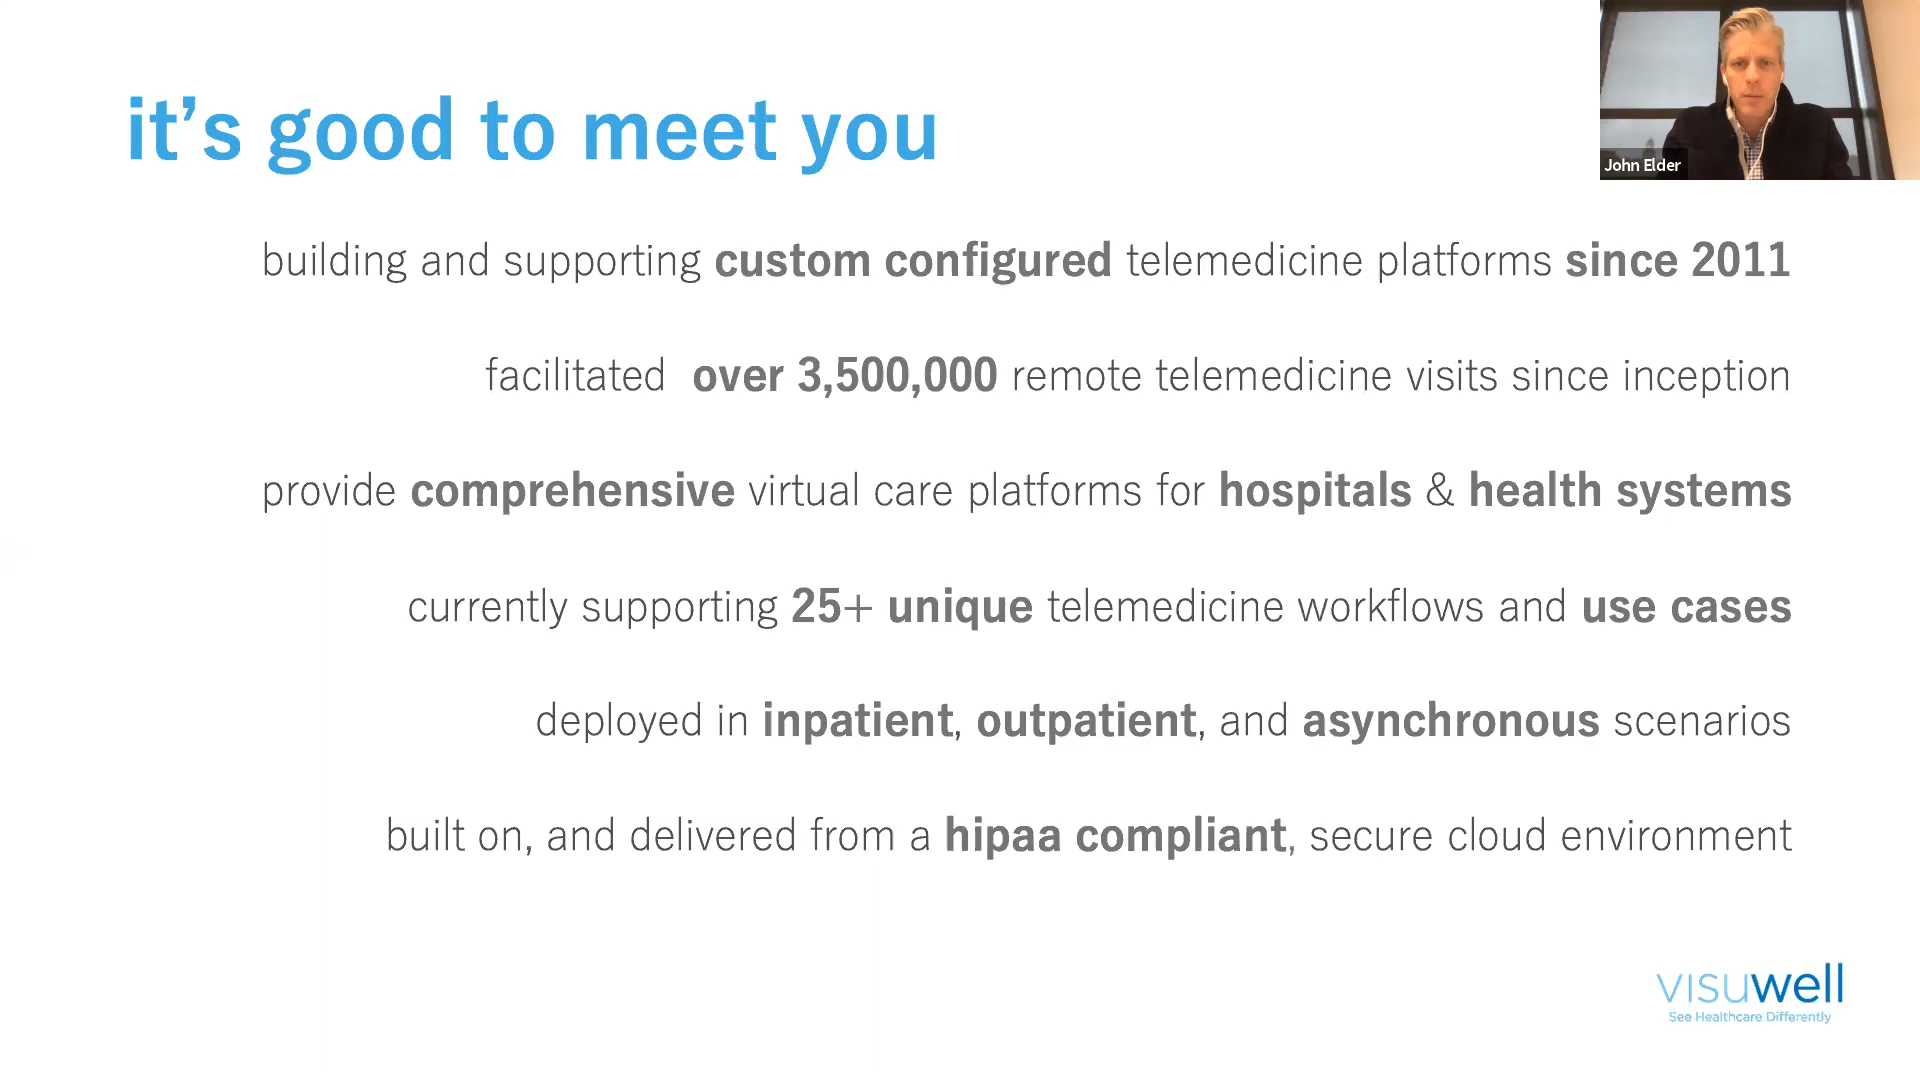 it’s good to meet you
John Elder
building and supporting custom configured telemedicine platforms since 2011
facilitated over 3,500,000 remote telemedicine visits since inception
provide comprehensive virtual care platforms for hospitals & health systems
currently supporting 25+ unique telemedicine workflows and use cases
deployed in inpatient, outpatient, and asynchronous scenarios
built on, and delivered from a hipaa compliant, secure cloud environment
visuwell
See Healthcare Differently